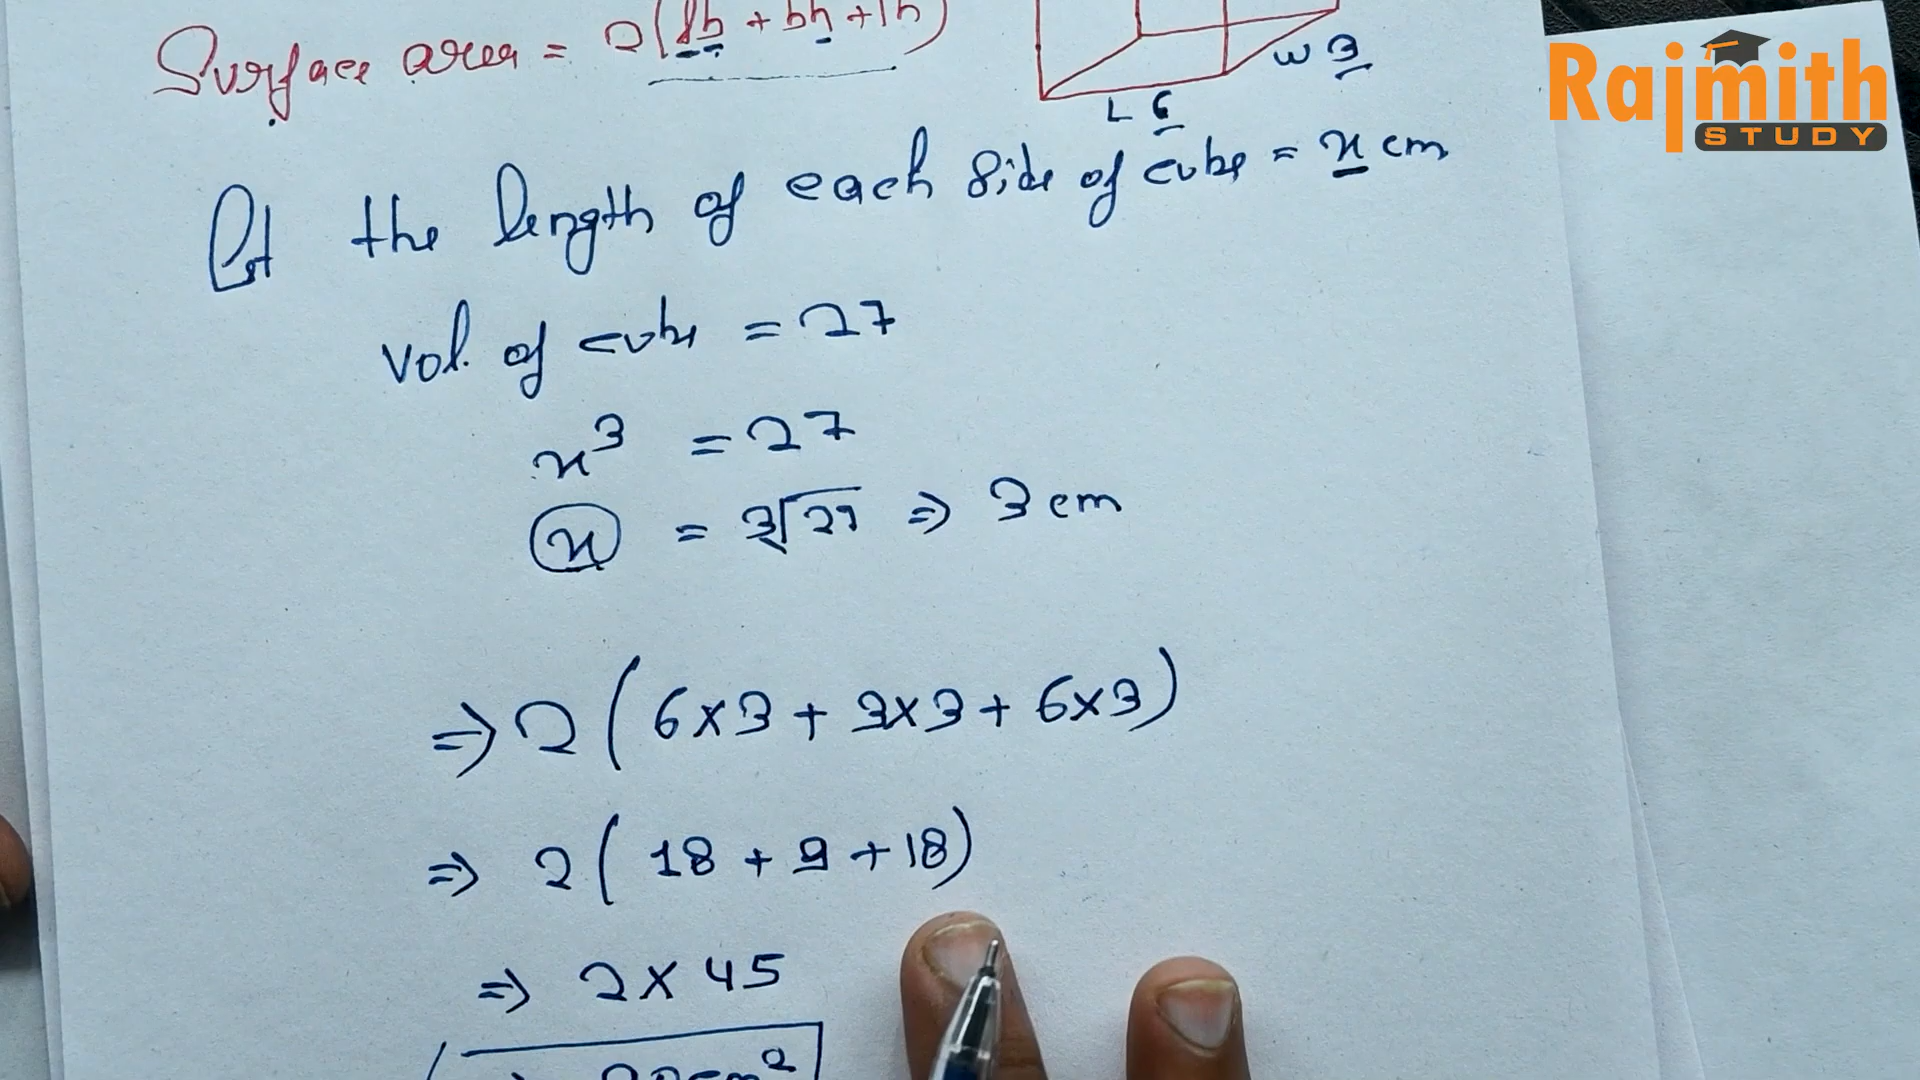 Surface area = 2(lb + bh + lh)
W 3
L 6
Let the length of each side of cube = x cm
Vol. of cube = 27
x³ = 27
x = ∛27 ⇒ 3 cm
⇒ 2(6×3 + 3×3 + 6×3)
⇒ 2(18 + 9 + 18)
⇒ 2×45
⇒ 90 cm²
Rajmith
STUDY